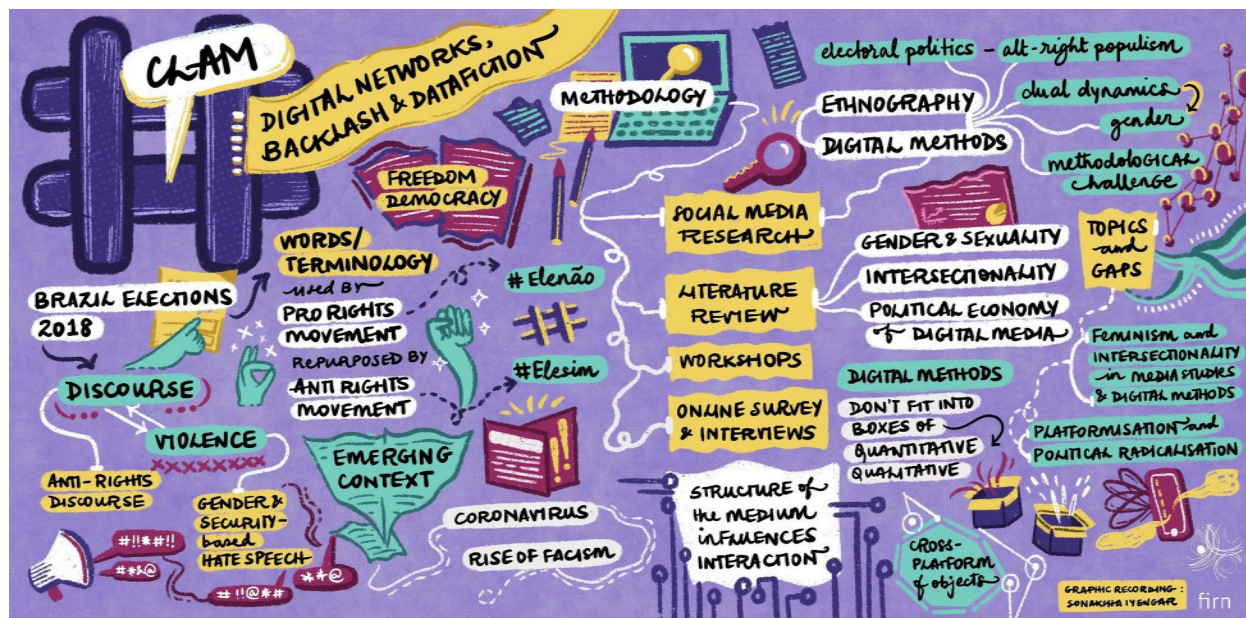 CLAM
DIGITAL NETWORKS,
BACKLASH & DATAFICTION
FREEDOM
DEMOCRACY
WORDS/
TERMINOLOGY
used by
PRO RIGHTS
MOVEMENT
REPURPOSED BY
ANTI RIGHTS
MOVEMENT
#Elenão
#Elesim
BRAZIL ELECTIONS
2018
DISCOURSE
VIOLENCE
XXXXXXXX
ANTI-RIGHTS
DISCOURSE
GENDER &
SECURITY-
based
HATE SPEECH
#!!*#!!
#*&@
#!!@*#
**@
EMERGING
CONTEXT
CORONAVIRUS
RISE OF FACISM
METHODOLOGY
ETHNOGRAPHY
DIGITAL METHODS
electoral politics - alt-right populism
dual dynamics
gender
methodological
challenge
SOCIAL MEDIA
RESEARCH
LITERATURE
REVIEW
WORKSHOPS
ONLINE SURVEY
& INTERVIEWS
GENDER & SEXUALITY
INTERSECTIONALITY
POLITICAL ECONOMY
of DIGITAL MEDIA
TOPICS
and
GAPS
Feminism and
INTERSECTIONALITY
in MEDIA STUDIES
& DIGITAL METHODS
PLATFORMISATION and
POLITICAL RADICALISATION
DIGITAL METHODS
DON'T FIT INTO
BOXES OF
QUANTITATIVE
QUALITATIVE
STRUCTURE of
the MEDIUM
INFLUENCES
INTERACTION
CROSS-
PLATFORM
of objects
GRAPHIC RECORDING:
SONAKSHA IYENGAR
firn